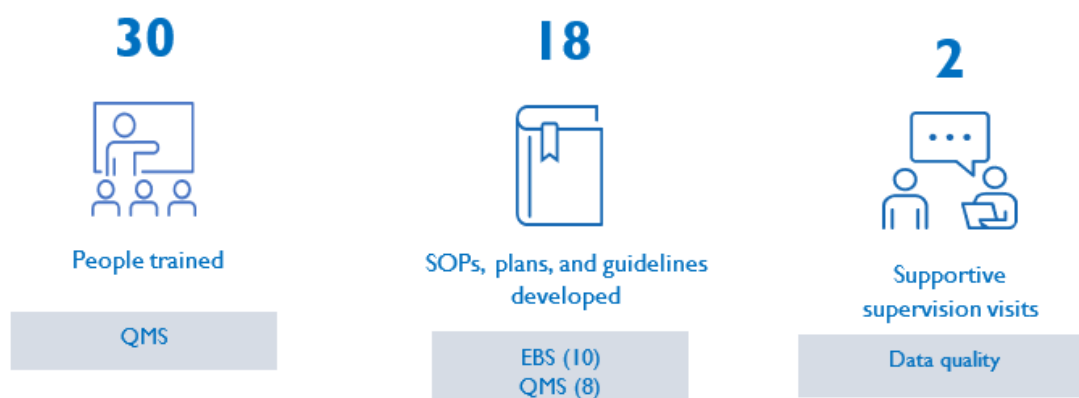 30
People trained
QMS
18
SOPs, plans, and guidelines
developed
EBS (10)
QMS (8)
2
Supportive
supervision visits
Data quality